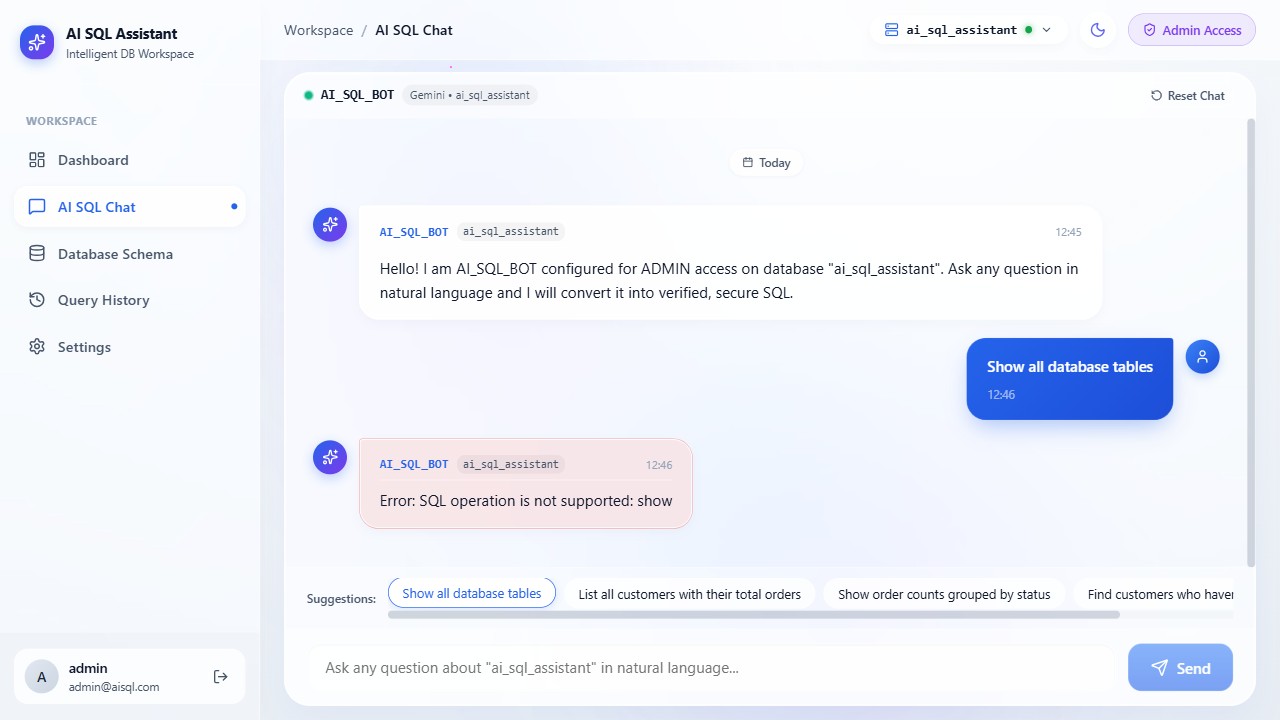 AI SQL Assistant
Intelligent DB Workspace
WORKSPACE
Dashboard
AI SQL Chat
Database Schema
Query History
Settings
A
admin
admin@aisql.com
Workspace / AI SQL Chat
ai_sql_assistant
Admin Access
AI_SQL_BOT
Gemini • ai_sql_assistant
Reset Chat
Today
AI_SQL_BOT ai_sql_assistant 12:45
Hello! I am AI_SQL_BOT configured for ADMIN access on database "ai_sql_assistant". Ask any question in
natural language and I will convert it into verified, secure SQL.
Show all database tables
12:46
AI_SQL_BOT ai_sql_assistant 12:46
Error: SQL operation is not supported: show
Suggestions: Show all database tables List all customers with their total orders Show order counts grouped by status Find customers who
Ask any question about "ai_sql_assistant" in natural language...
Send